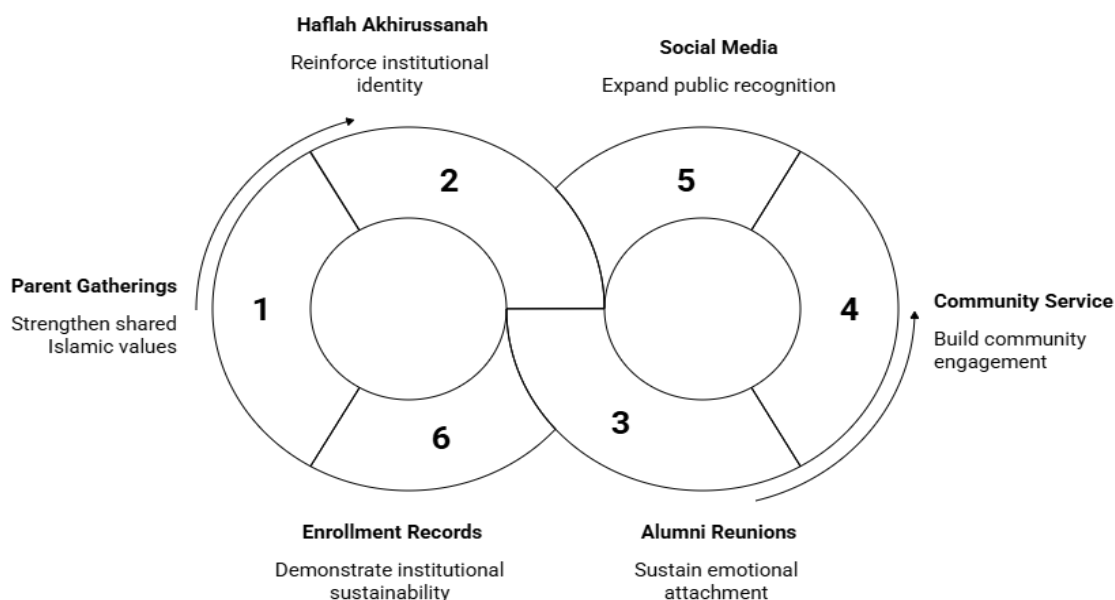 Haflah Akhirussanah
Reinforce institutional
identity
Social Media
Expand public recognition
2
5
Parent Gatherings
Strengthen shared
Islamic values
1
4
Community Service
Build community
engagement
6
3
Enrollment Records
Demonstrate institutional
sustainability
Alumni Reunions
Sustain emotional
attachment